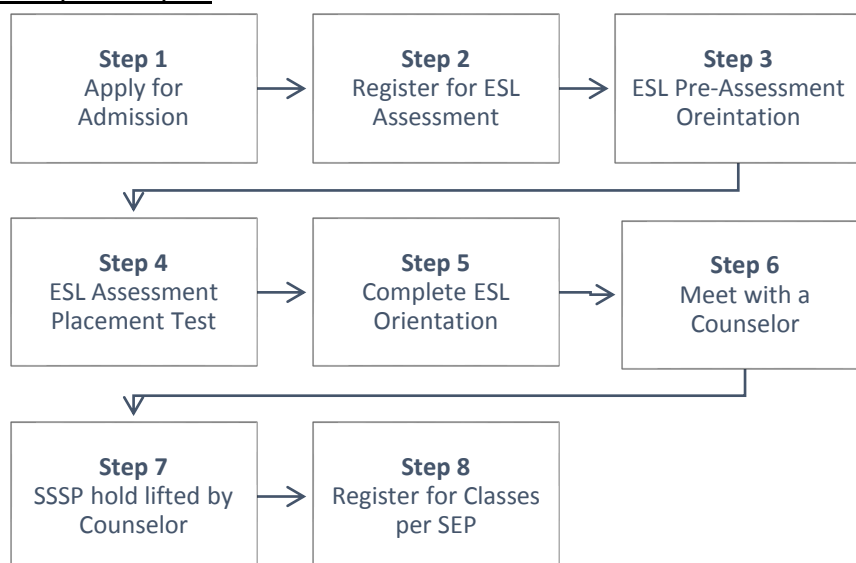 Step 1
Apply for
Admission
Step 2
Register for ESL
Assessment
Step 3
ESL Pre-Assessment
Oreintation
Step 4
ESL Assessment
Placement Test
Step 5
Complete ESL
Orientation
Step 6
Meet with a
Counselor
Step 7
SSSP hold lifted by
Counselor
Step 8
Register for Classes
per SEP